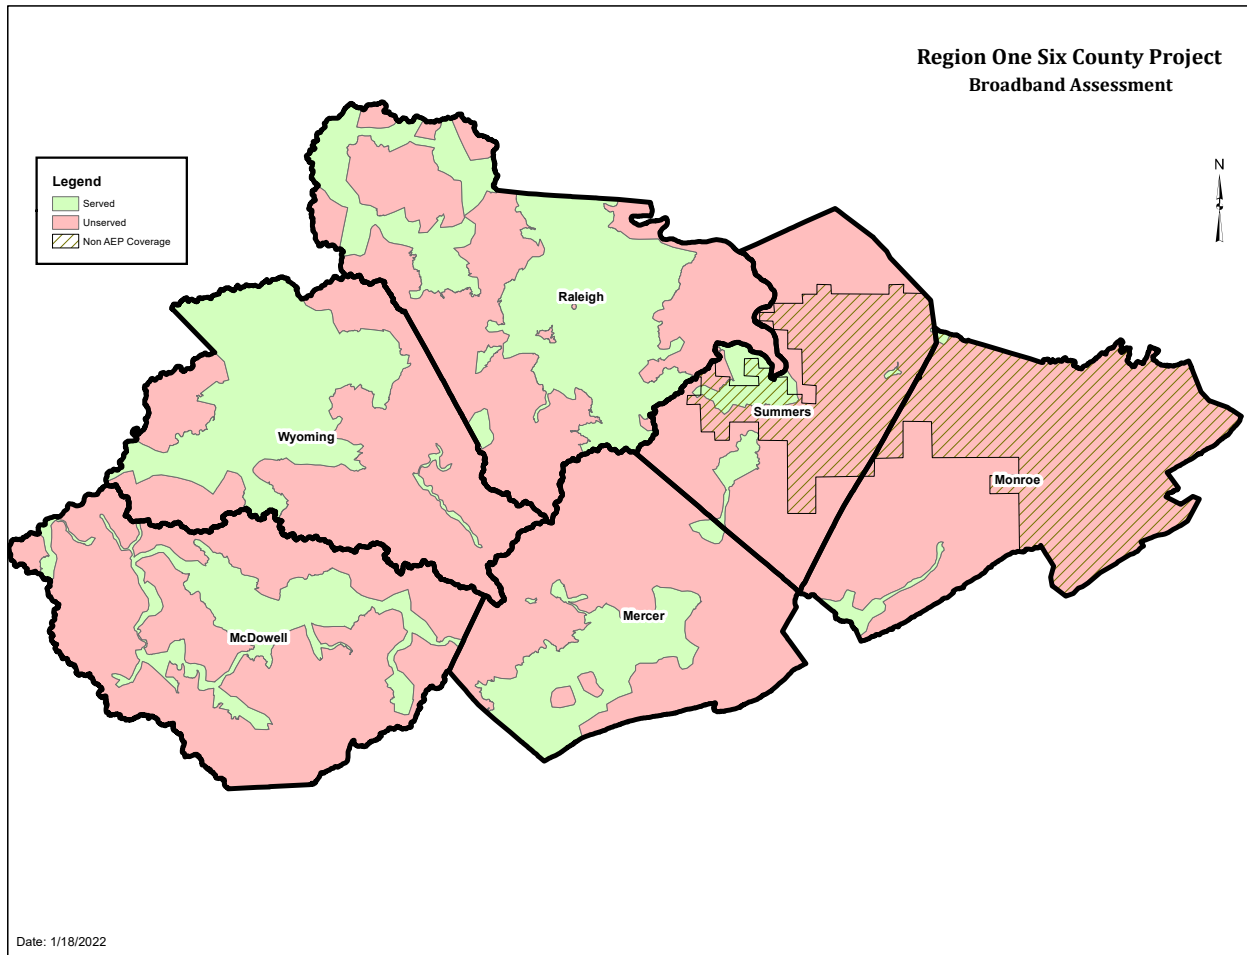 Region One Six County Project
Broadband Assessment
N
Legend
Served
Unserved
Non AEP Coverage
Raleigh
Summers
Wyoming
Monroe
Mercer
McDowell
Date: 1/18/2022